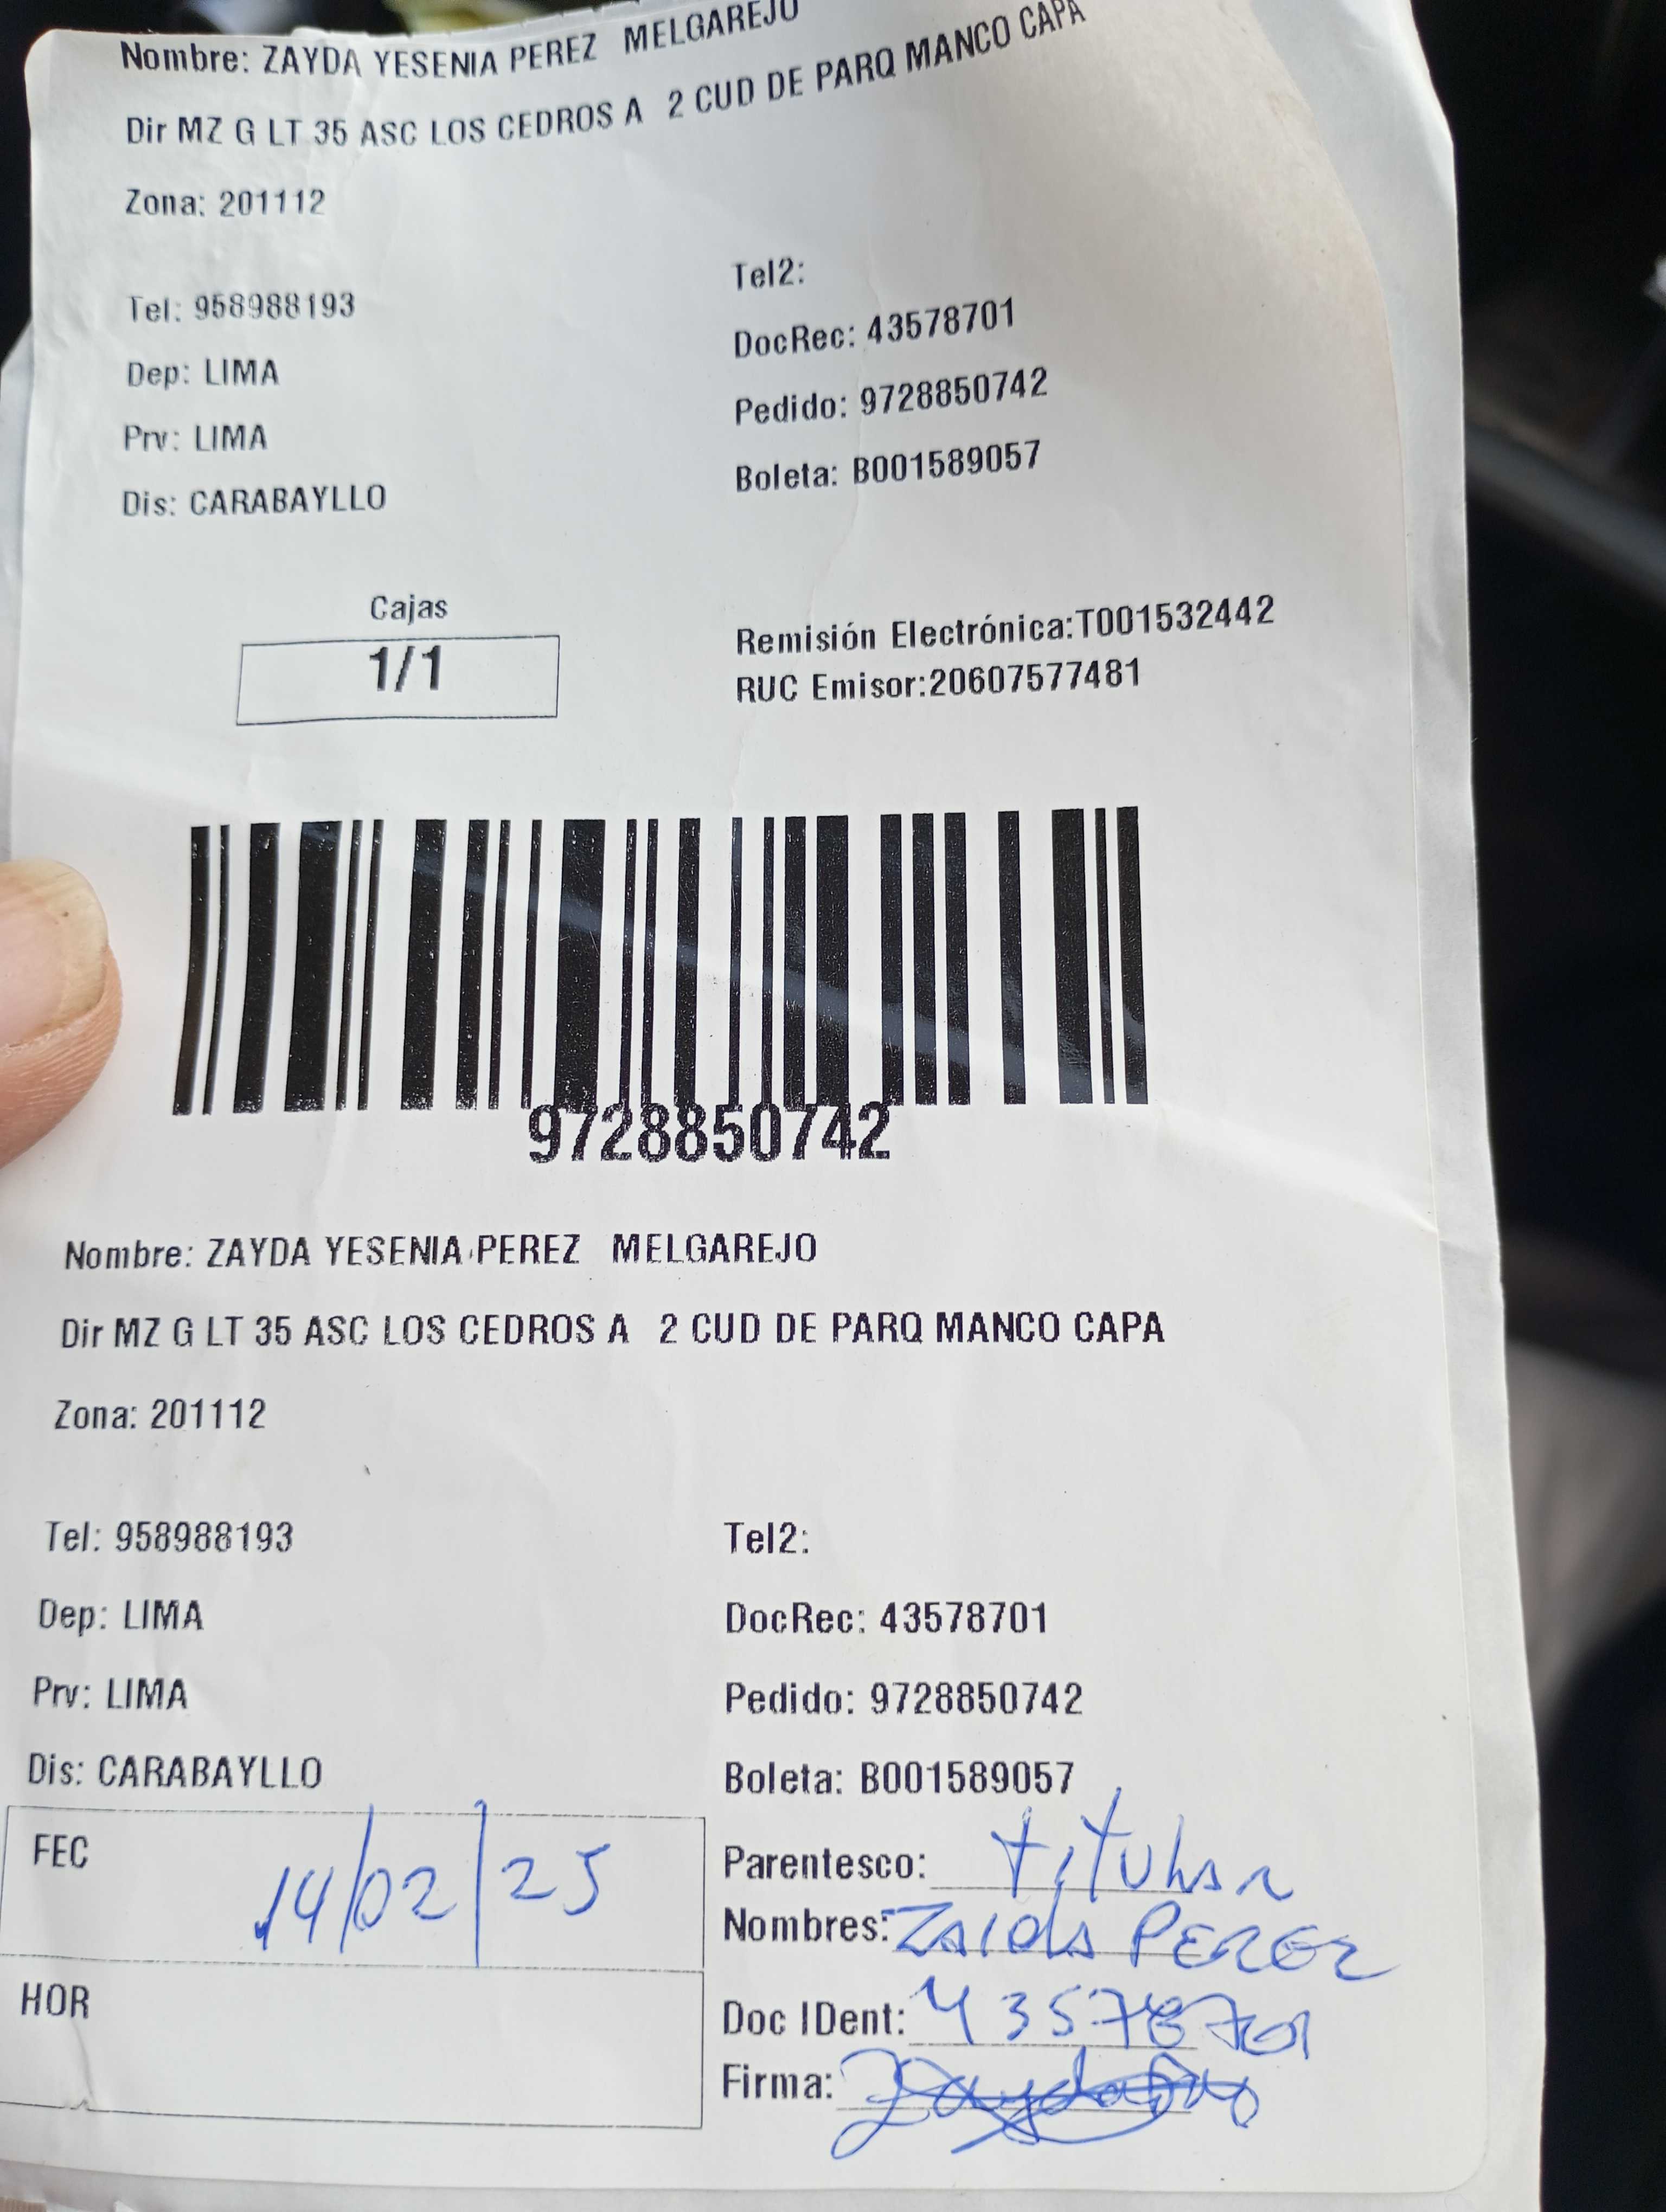 Nombre: ZAYDA YESENIA PEREZ MELGAREJO
Dir MZ G LT 35 ASC LOS CEDROS A 2 CUD DE PARQ MANCO CAPA
Zona: 201112
Tel: 958988193
Tel2:
Dep: LIMA
DocRec: 43578701
Prv: LIMA
Pedido: 9728850742
Dis: CARABAYLLO
Boleta: B001589057
Cajas
1/1
Remisión Electrónica:T001532442
RUC Emisor:20607577481
9728850742
Nombre: ZAYDA YESENIA PEREZ MELGAREJO
Dir MZ G LT 35 ASC LOS CEDROS A 2 CUD DE PARQ MANCO CAPA
Zona: 201112
Tel: 958988193
Tel2:
Dep: LIMA
DocRec: 43578701
Prv: LIMA
Pedido: 9728850742
Dis: CARABAYLLO
Boleta: B001589057
FEC 14/02/25
Parentesco: titular
Nombres: Zaida PEREZ
HOR
Doc IDent: 43578701
Firma: